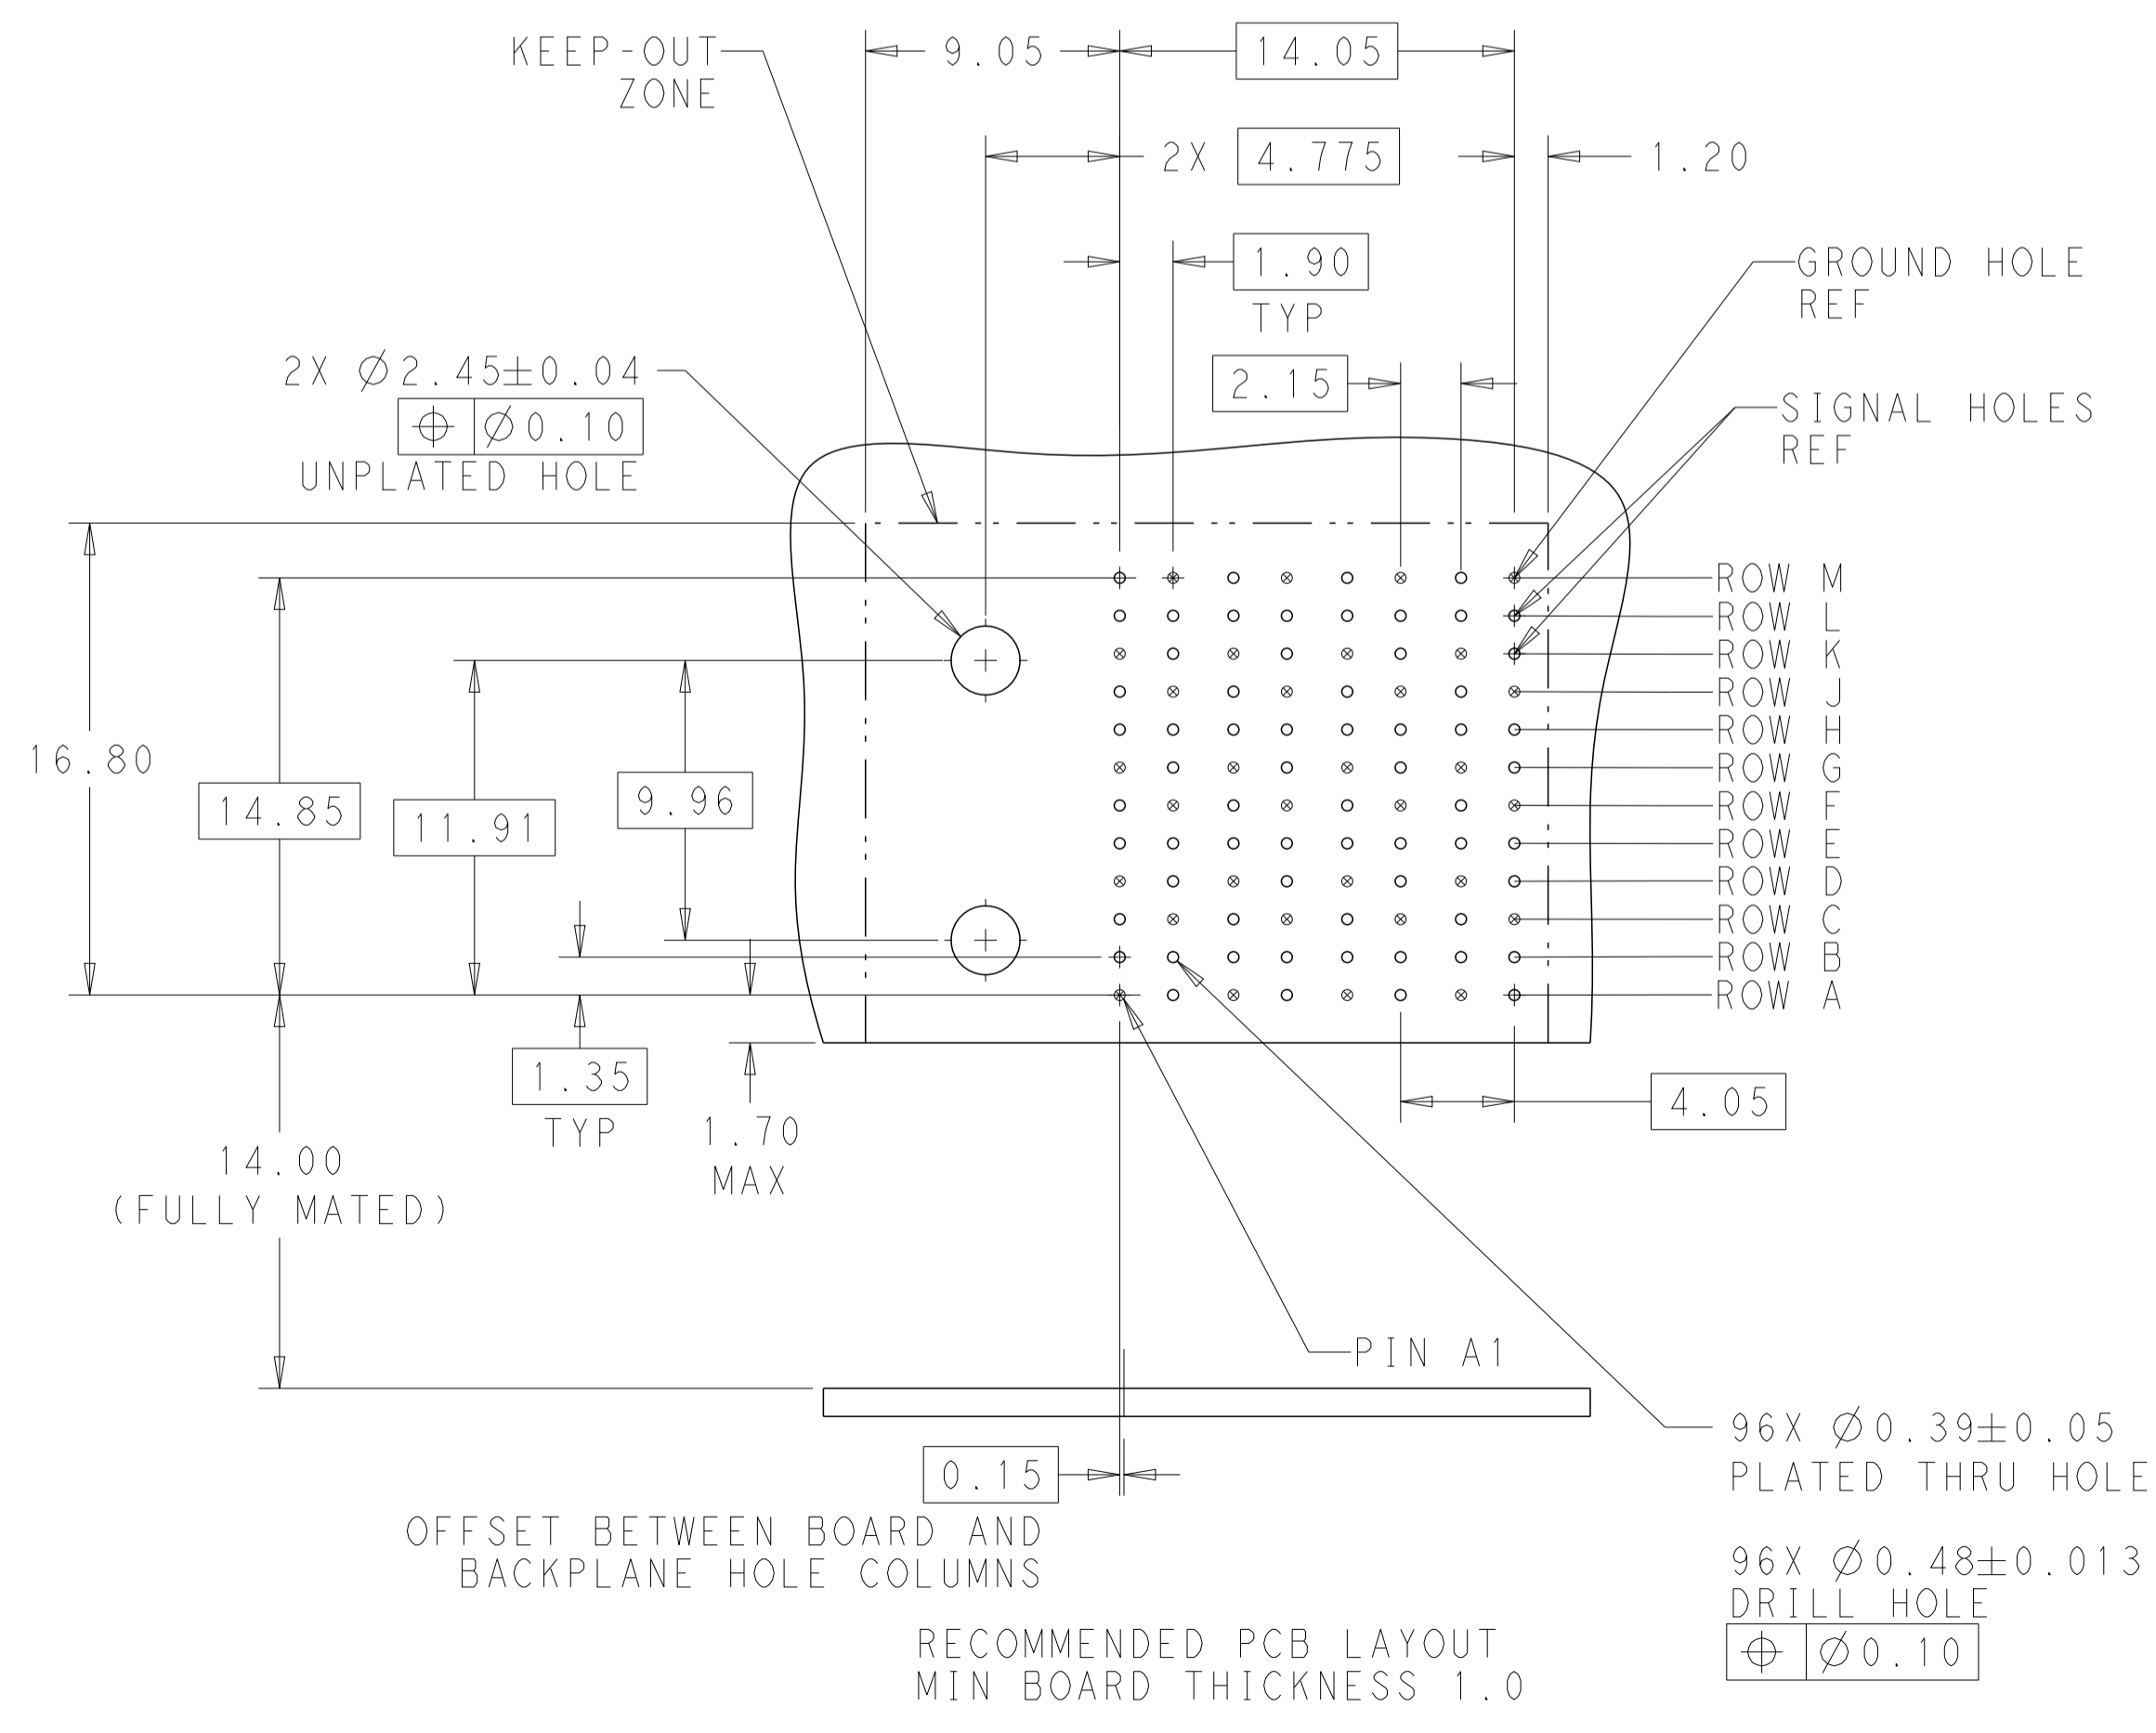 KEEP-OUT
ZONE
9.05
14.05
2X 4.775
1.20
1.90
TYP
2.15
GROUND HOLE
REF
SIGNAL HOLES
REF
2X Ø2.45±0.04
⌖ Ø0.10
UNPLATED HOLE
ROW M
ROW L
ROW K
ROW J
ROW H
ROW G
ROW F
ROW E
ROW D
ROW C
ROW B
ROW A
16.80
14.85
11.91
9.96
1.35
TYP
1.70
MAX
4.05
14.00
(FULLY MATED)
PIN A1
0.15
OFFSET BETWEEN BOARD AND
BACKPLANE HOLE COLUMNS
96X Ø0.39±0.05
PLATED THRU HOLE
96X Ø0.48±0.013
DRILL HOLE
⌖ Ø0.10
RECOMMENDED PCB LAYOUT
MIN BOARD THICKNESS 1.0